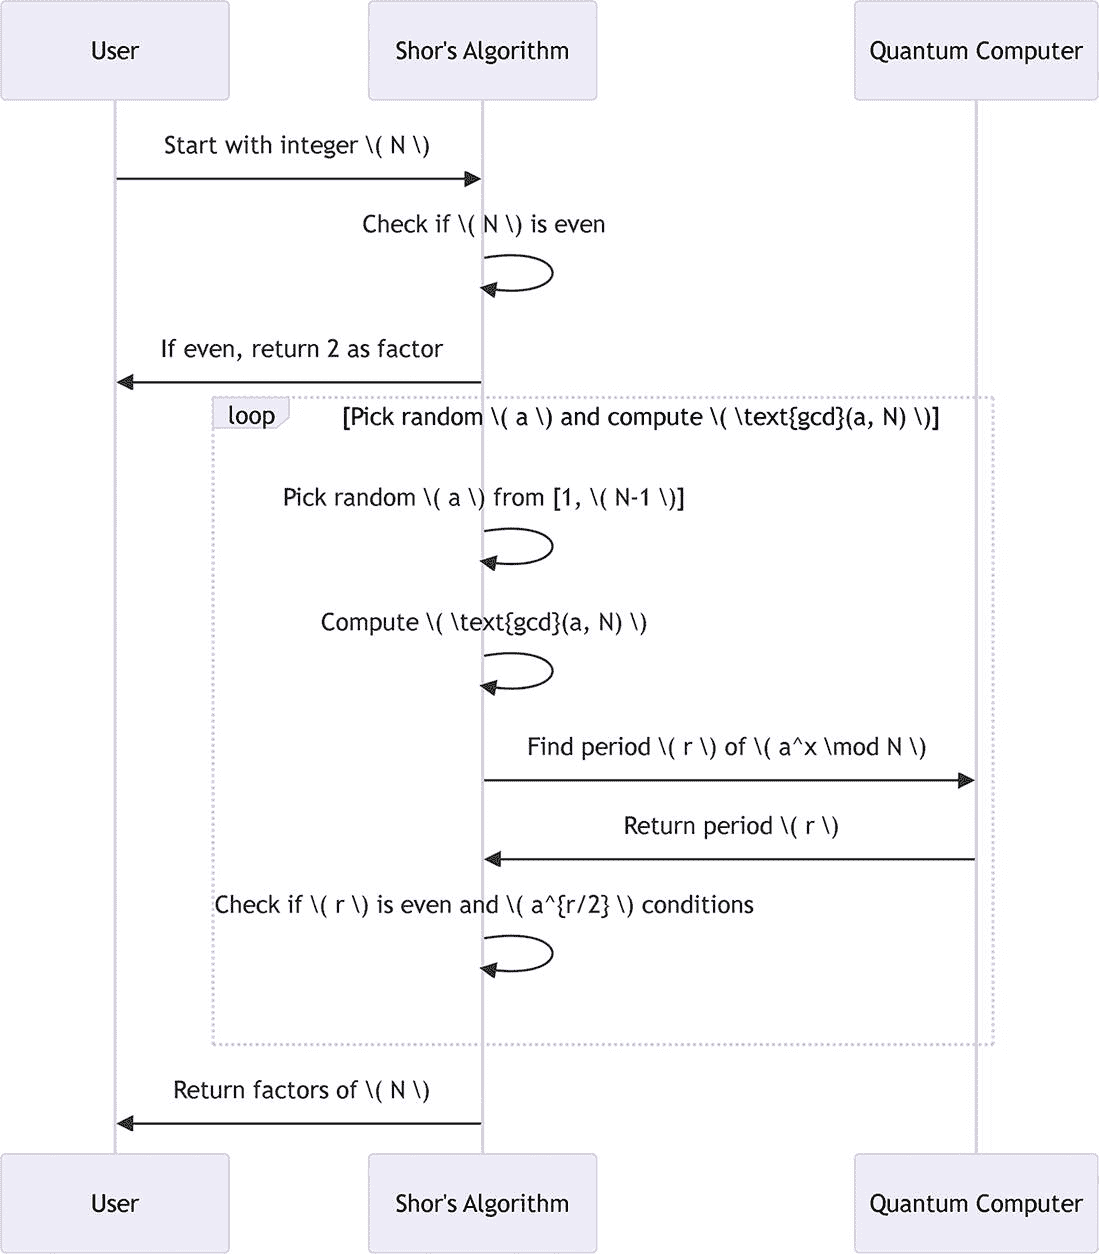 User
Shor's Algorithm
Quantum Computer
Start with integer \( N \)
Check if \( N \) is even
If even, return 2 as factor
loop
[Pick random \( a \) and compute \( \text{gcd}(a, N) \)]
Pick random \( a \) from [1, \( N-1 \)]
Compute \( \text{gcd}(a, N) \)
Find period \( r \) of \( a^x \mod N \)
Return period \( r \)
Check if \( r \) is even and \( a^{r/2} \) conditions
Return factors of \( N \)
User
Shor's Algorithm
Quantum Computer